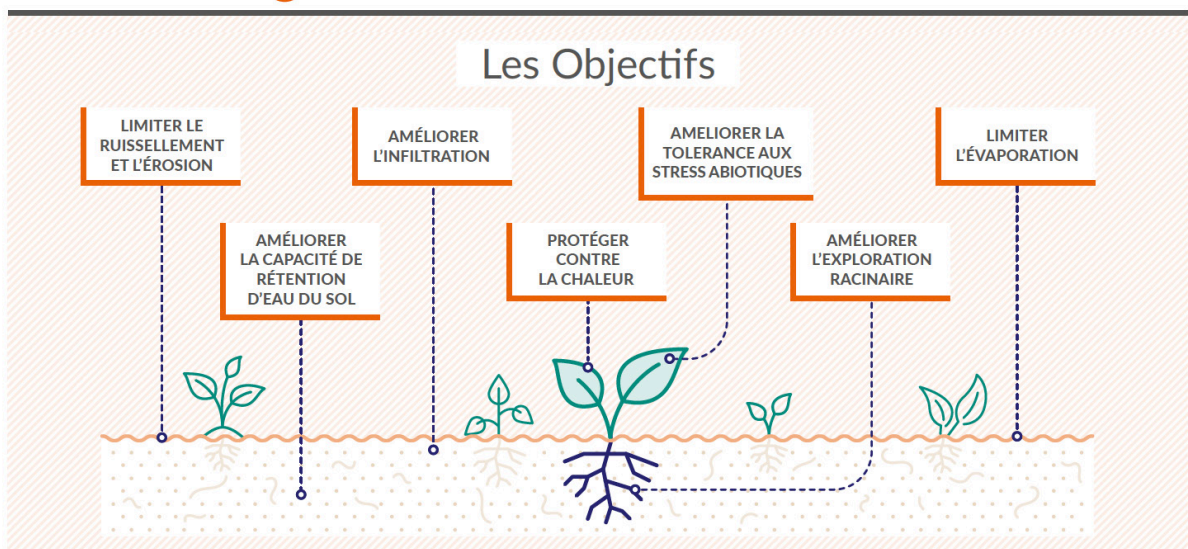 Les Objectifs
LIMITER LE
RUISSELLEMENT
ET L'ÉROSION
AMÉLIORER
L'INFILTRATION
AMELIORER LA
TOLERANCE AUX
STRESS ABIOTIQUES
LIMITER
L'ÉVAPORATION
AMÉLIORER
LA CAPACITÉ DE
RÉTENTION
D'EAU DU SOL
PROTÉGER
CONTRE
LA CHALEUR
AMÉLIORER
L'EXPLORATION
RACINAIRE